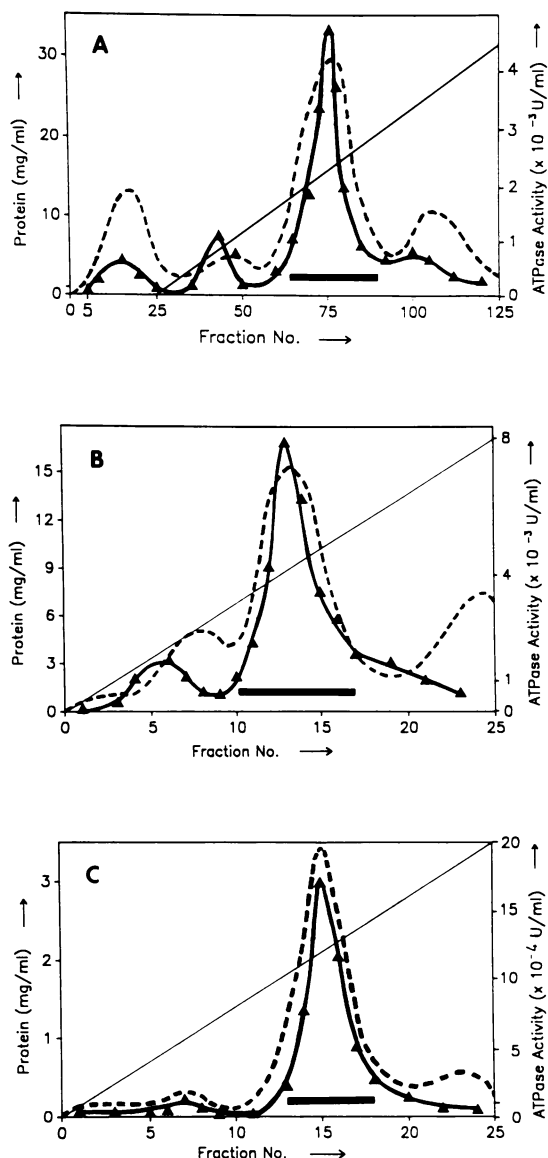 A
Protein (mg/ml) →
30
20
10
0
4
3
2
1
0
ATPase Activity (x 10⁻³ U/ml) →
0 5 25 50 75 100 125
Fraction No. →
B
Protein (mg/ml) →
15
12
9
6
3
0
8
4
1
0
ATPase Activity (x 10⁻³ U/ml) →
0 5 10 15 20 25
Fraction No. →
C
Protein (mg/ml) →
3
2
1
0
20
15
10
5
0
ATPase Activity (x 10⁻⁴ U/ml) →
0 5 10 15 20 25
Fraction No. →